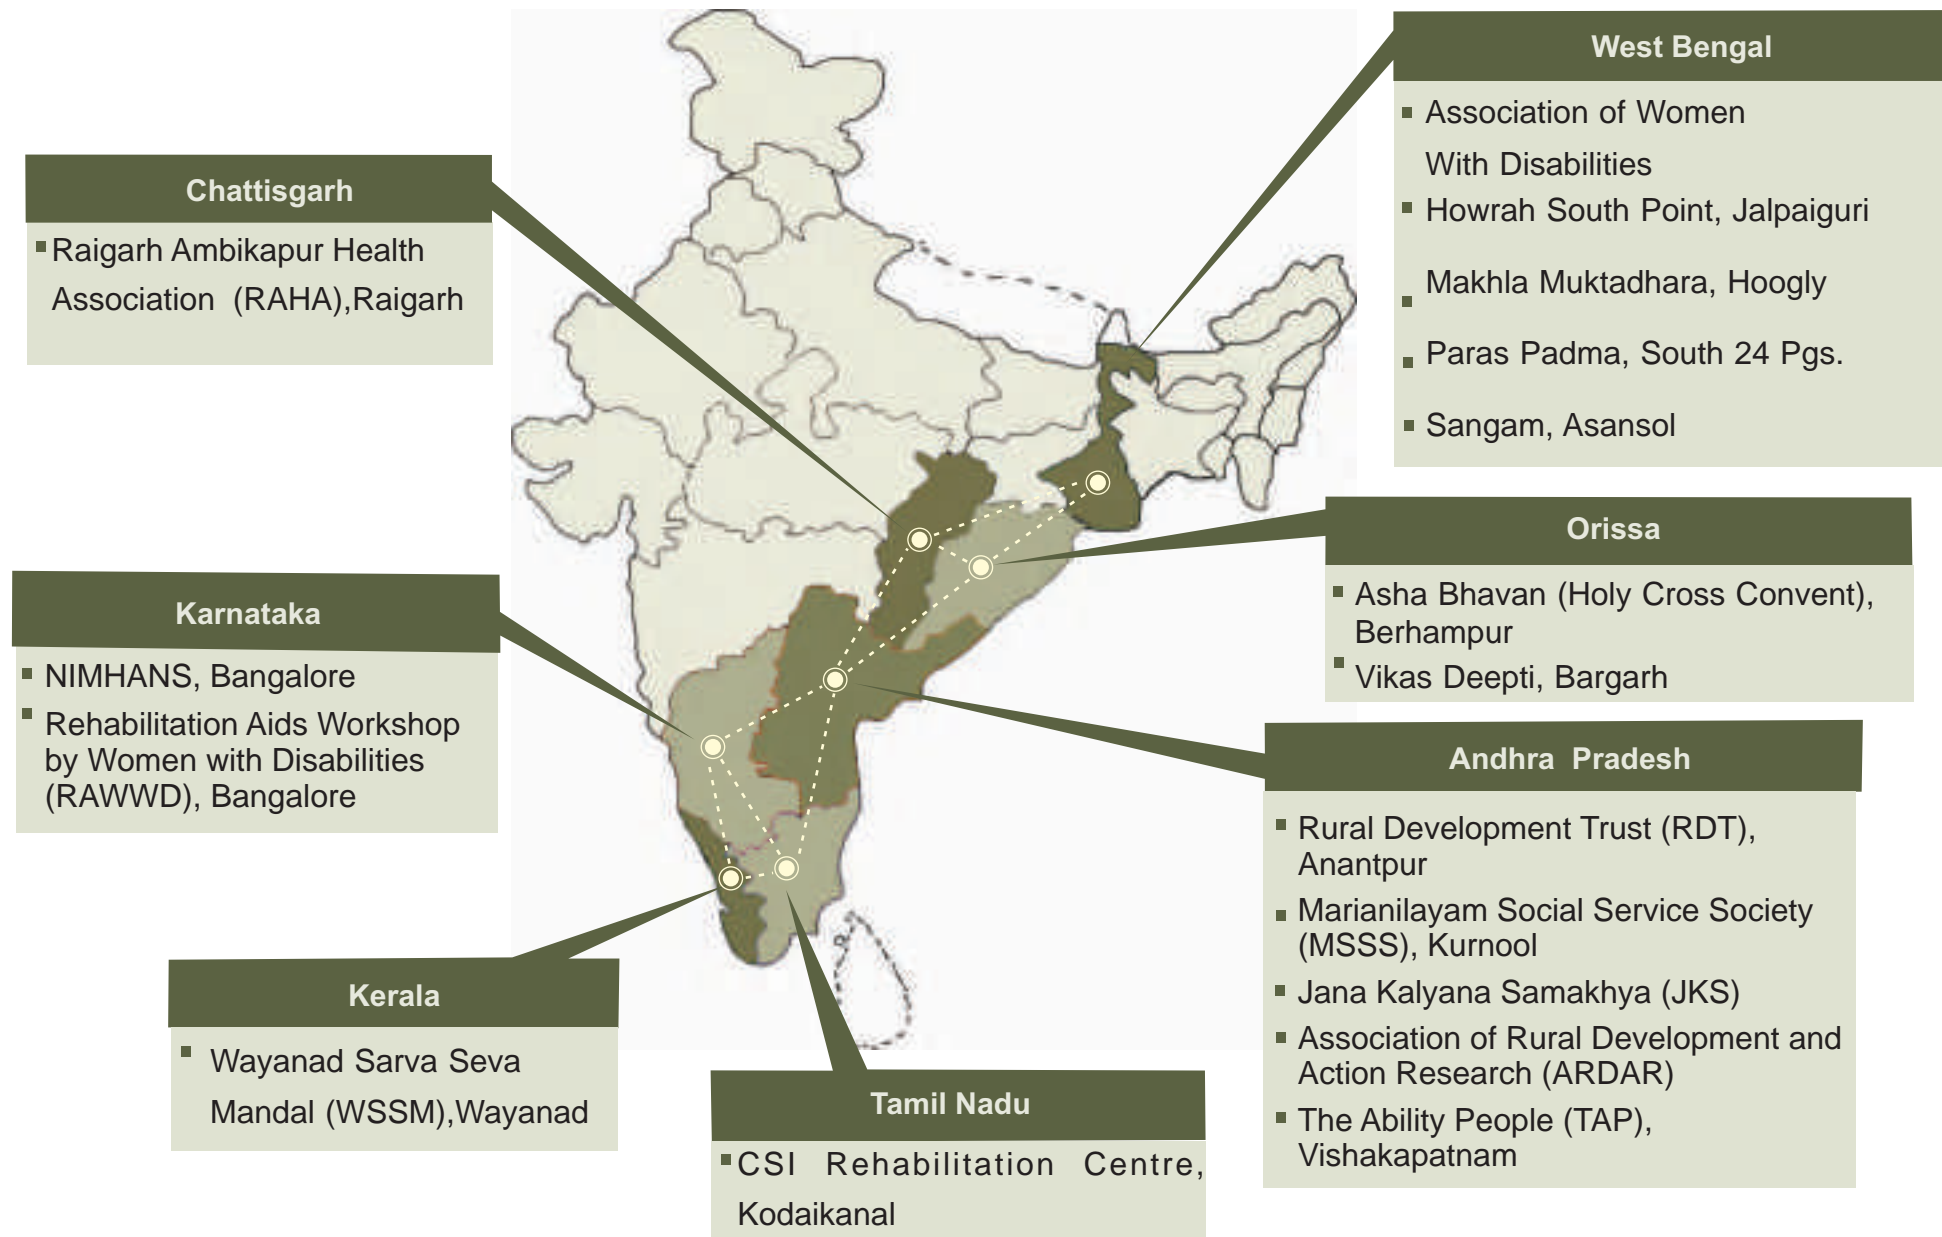 West Bengal
Association of Women
With Disabilities
Howrah South Point, Jalpaiguri
Makhla Muktadhara, Hoogly
Paras Padma, South 24 Pgs.
Sangam, Asansol
Chattisgarh
Raigarh Ambikapur Health
Association (RAHA),Raigarh
Orissa
Asha Bhavan (Holy Cross Convent),
Berhampur
Vikas Deepti, Bargarh
Karnataka
NIMHANS, Bangalore
Rehabilitation Aids Workshop
by Women with Disabilities
(RAWWD), Bangalore
Andhra Pradesh
Rural Development Trust (RDT),
Anantpur
Marianilayam Social Service Society
(MSSS), Kurnool
Jana Kalyana Samakhya (JKS)
Association of Rural Development and
Action Research (ARDAR)
The Ability People (TAP),
Vishakapatnam
Kerala
Wayanad Sarva Seva
Mandal (WSSM),Wayanad
Tamil Nadu
CSI Rehabilitation Centre,
Kodaikanal